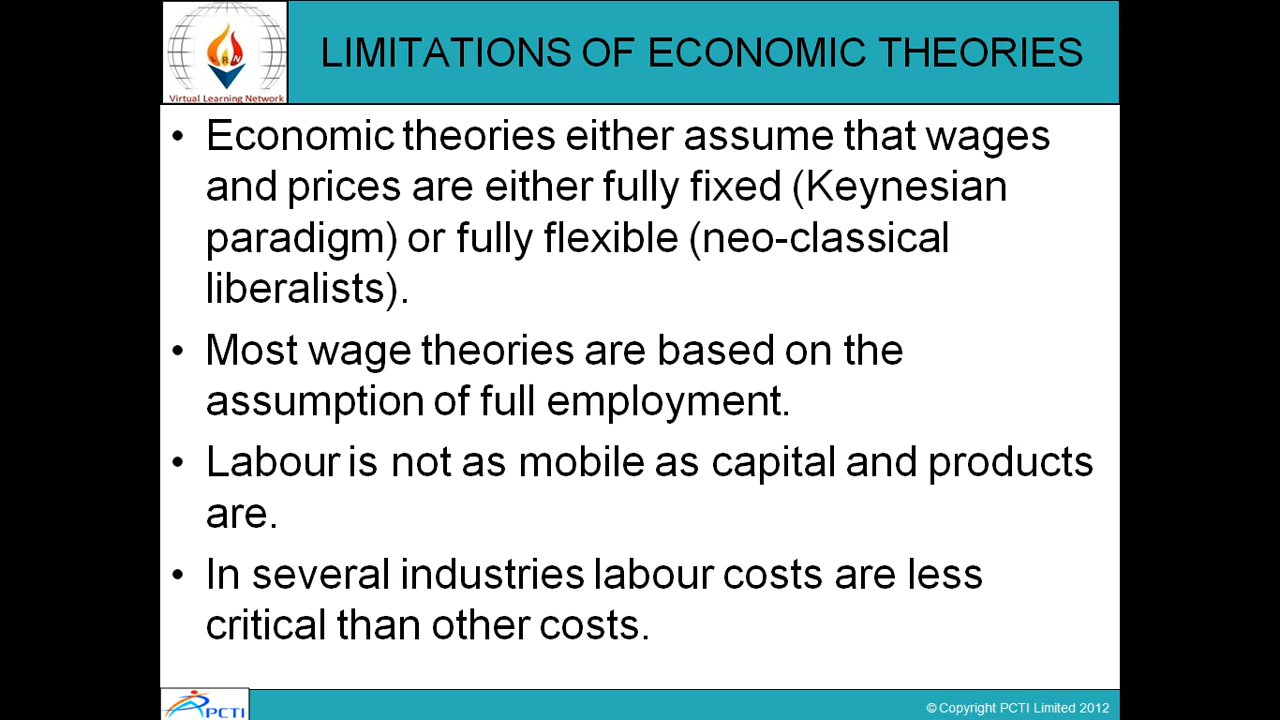 LIMITATIONS OF ECONOMIC THEORIES
LRN
Virtual Learning Network
• Economic theories either assume that wages
and prices are either fully fixed (Keynesian
paradigm) or fully flexible (neo-classical
liberalists).
• Most wage theories are based on the
assumption of full employment.
• Labour is not as mobile as capital and products
are.
• In several industries labour costs are less
critical than other costs.
PCTI
© Copyright PCTI Limited 2012